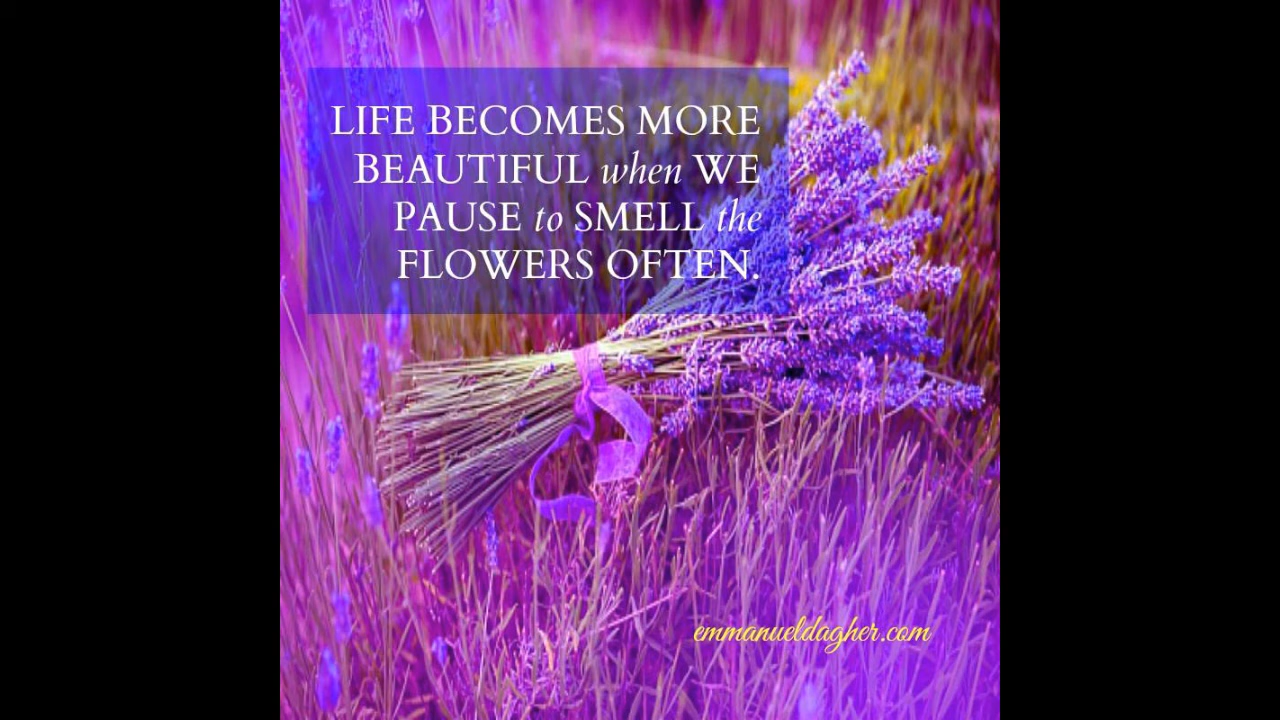 LIFE BECOMES MORE
BEAUTIFUL when WE
PAUSE to SMELL the
FLOWERS OFTEN.
emmanueldagher.com